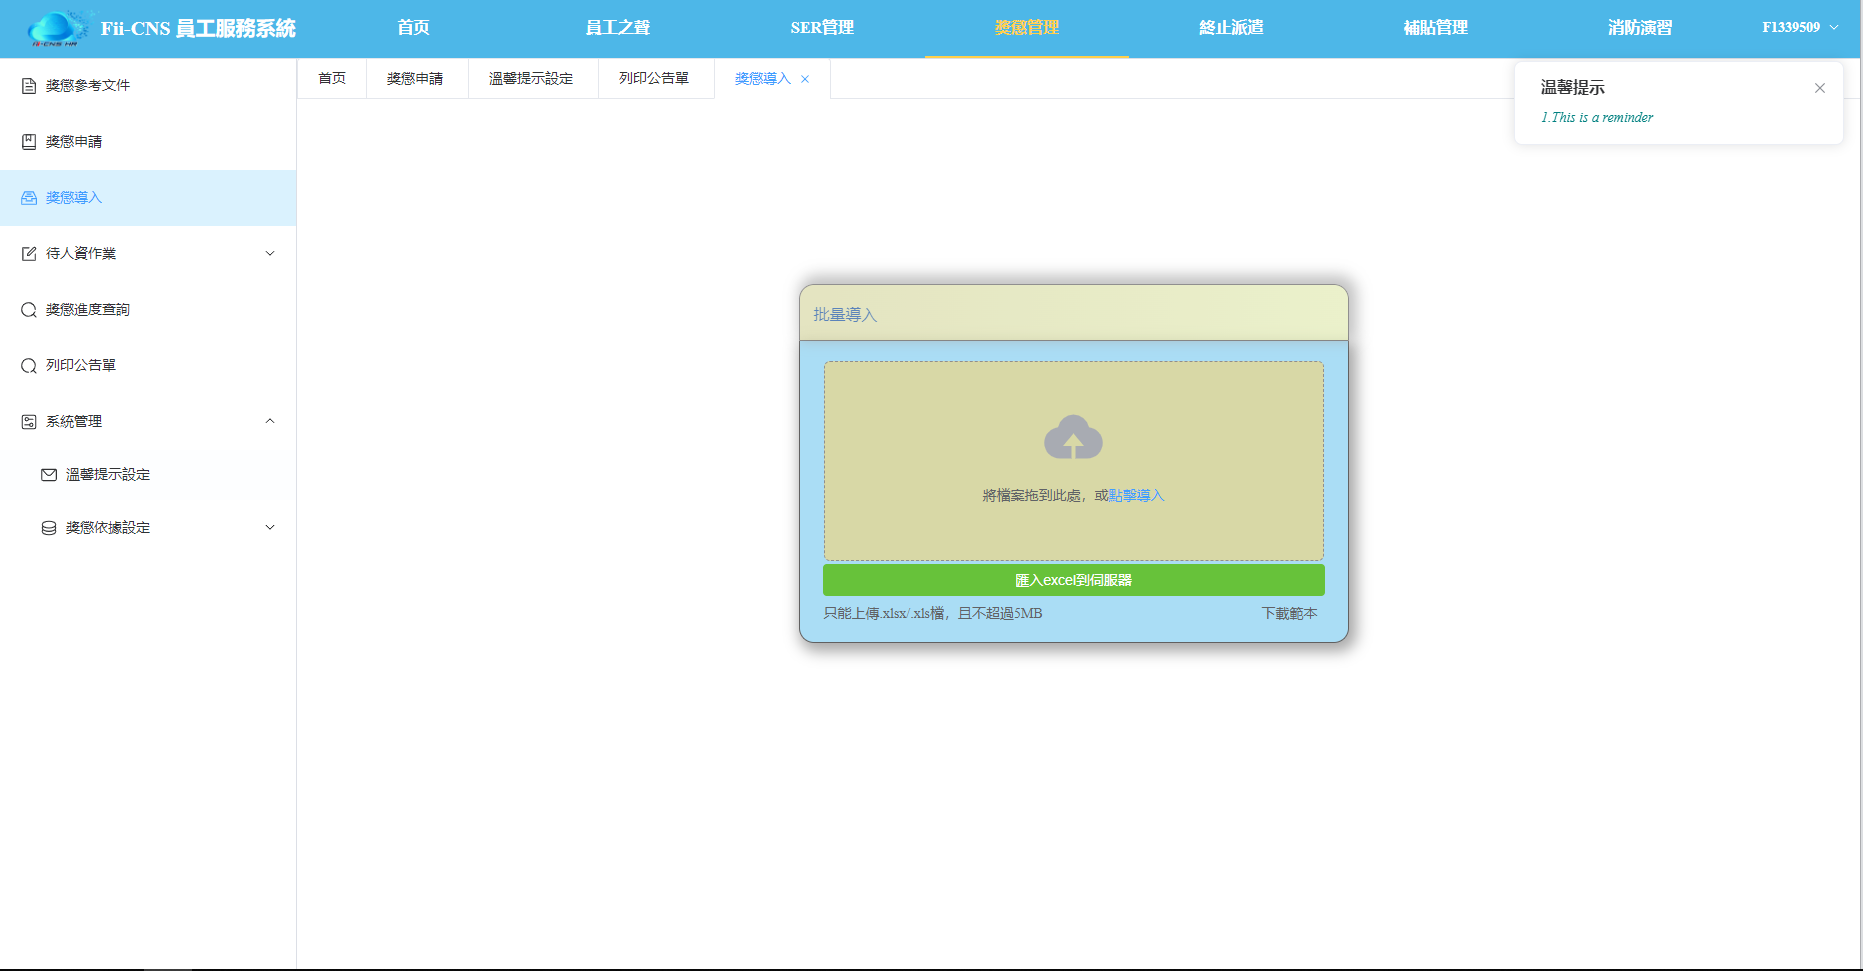 Fii-CNS HR
Fii-CNS 員工服務系統
首页
員工之聲
SER管理
獎懲管理
終止派遣
補貼管理
消防演習
F1339509
獎懲參考文件
獎懲申請
獎懲導入
待人資作業
獎懲進度查詢
列印公告單
系統管理
溫馨提示設定
獎懲依據設定
首页
獎懲申請
溫馨提示設定
列印公告單
獎懲導入
温馨提示
1.This is a reminder
批量導入
將檔案拖到此處，或點擊導入
匯入excel到伺服器
只能上傳.xlsx/.xls檔，且不超過5MB
下載範本